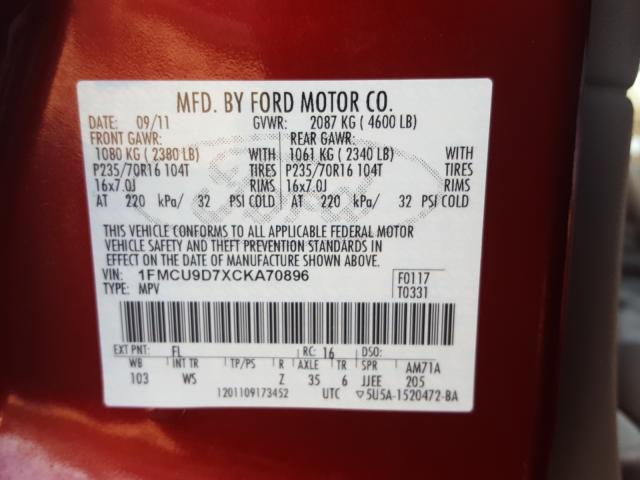 MFD. BY FORD MOTOR CO.
DATE: 09/11 GVWR: 2087 KG ( 4600 LB)
FRONT GAWR: REAR GAWR:
1080 KG ( 2380 LB) WITH 1061 KG ( 2340 LB) WITH
P235/70R16 104T TIRES P235/70R16 104T TIRES
16x7.0J RIMS 16x7.0J RIMS
AT 220 kPa/ 32 PSI COLD AT 220 kPa/ 32 PSI COLD
THIS VEHICLE CONFORMS TO ALL APPLICABLE FEDERAL MOTOR
VEHICLE SAFETY AND THEFT PREVENTION STANDARDS IN
EFFECT ON THE DATE OF MANUFACTURE SHOWN ABOVE.
VIN: 1FMCU9D7XCKA70896 F0117
TYPE: MPV T0331
EXT PNT: FL RC: 16 DSO:
WB INT TR TP/PS R AXLE TR SPR AM71A
103 WS Z 35 6 JJEE 205
1201109173452 UTC ▽5U5A-1520472-BA